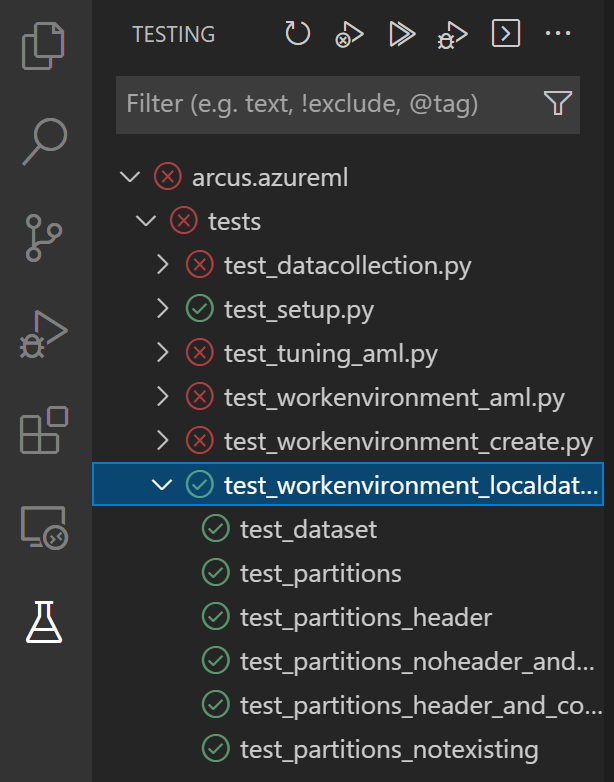 TESTING
Filter (e.g. text, !exclude, @tag)
arcus.azureml
tests
test_datacollection.py
test_setup.py
test_tuning_aml.py
test_workenvironment_aml.py
test_workenvironment_create.py
test_workenvironment_localdat...
test_dataset
test_partitions
test_partitions_header
test_partitions_noheader_and...
test_partitions_header_and_co...
test_partitions_notexisting